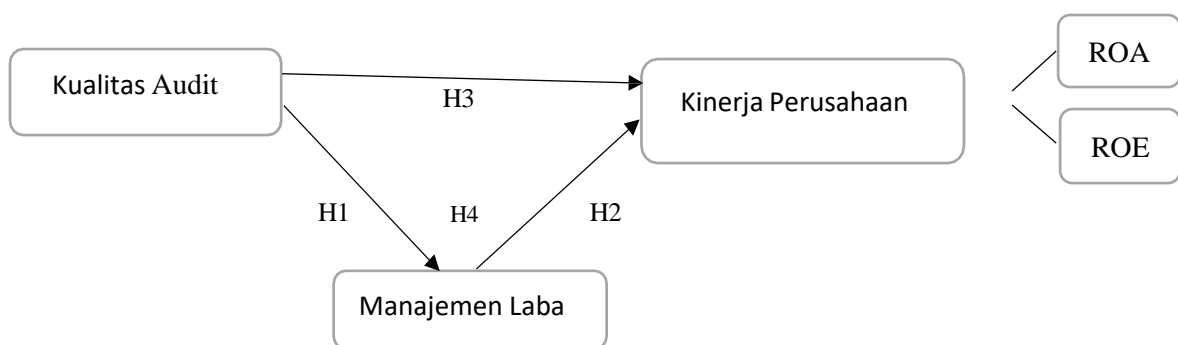 ROA
Kualitas Audit
H3
Kinerja Perusahaan
ROE
H1
H4
H2
Manajemen Laba